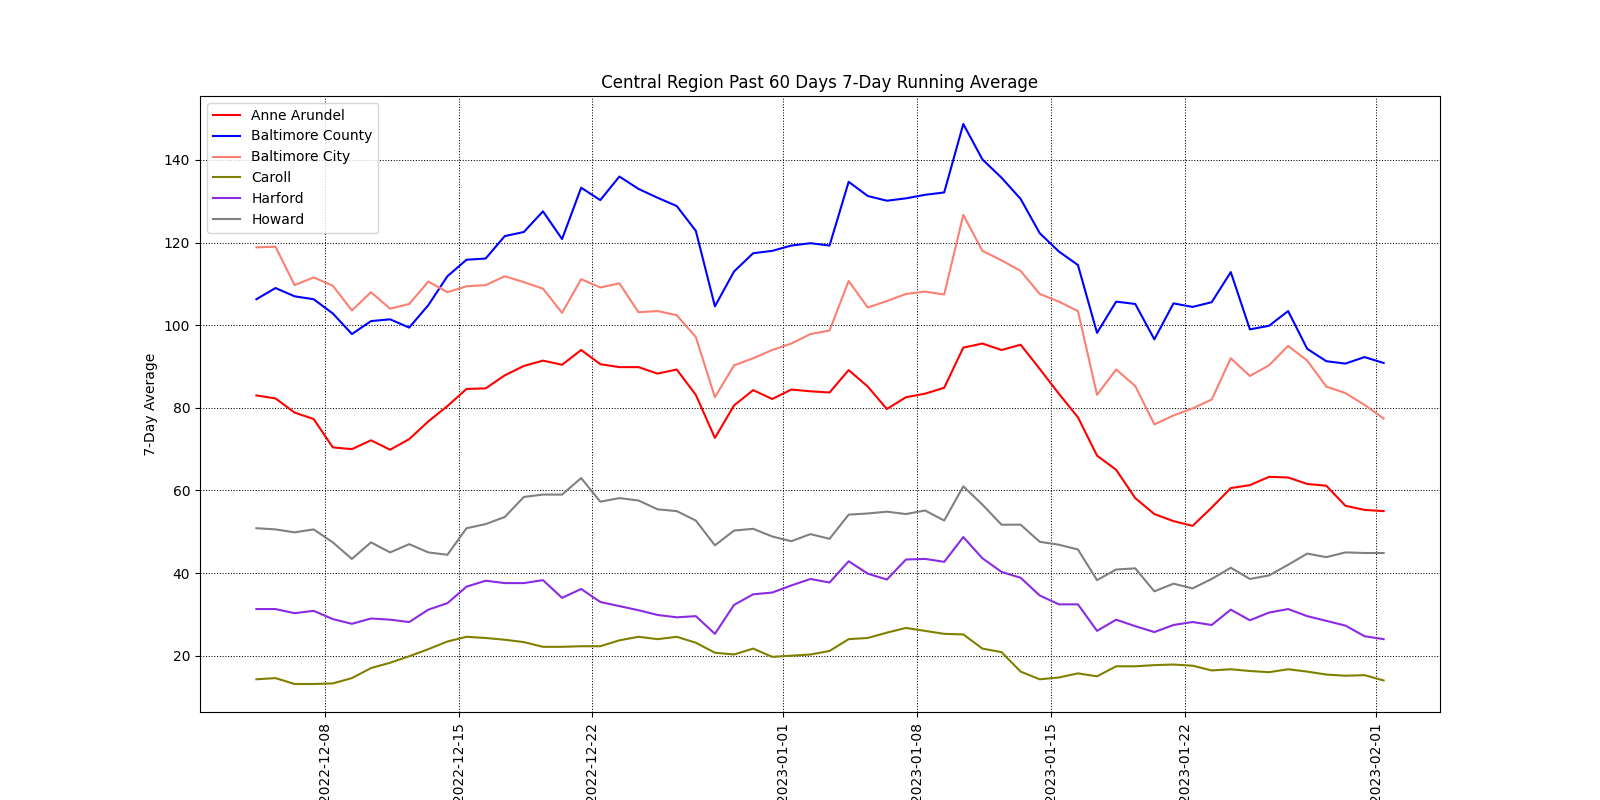 Central Region Past 60 Days 7-Day Running Average
Anne Arundel
Baltimore County
Baltimore City
Caroll
Harford
Howard
7-Day Average
140
120
100
80
60
40
20
2022-12-08
2022-12-15
2022-12-22
2023-01-01
2023-01-08
2023-01-15
2023-01-22
2023-02-01